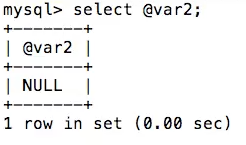 mysql> select @var2;
+-------+
| @var2 |
+-------+
| NULL  |
+-------+
1 row in set (0.00 sec)